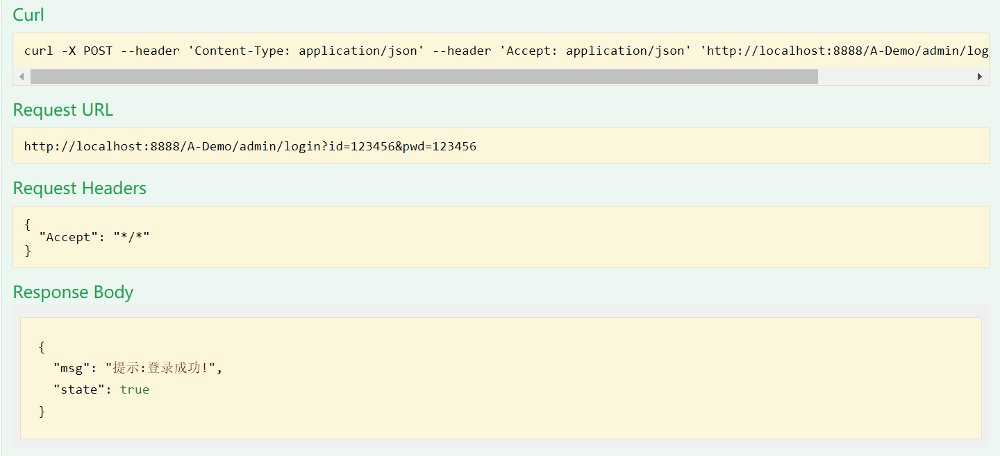 Curl
curl -X POST --header 'Content-Type: application/json' --header 'Accept: application/json' 'http://localhost:8888/A-Demo/admin/log
Request URL
http://localhost:8888/A-Demo/admin/login?id=123456&pwd=123456
Request Headers
{
  "Accept": "*/*"
}
Response Body
{
  "msg": "提示:登录成功!",
  "state": true
}